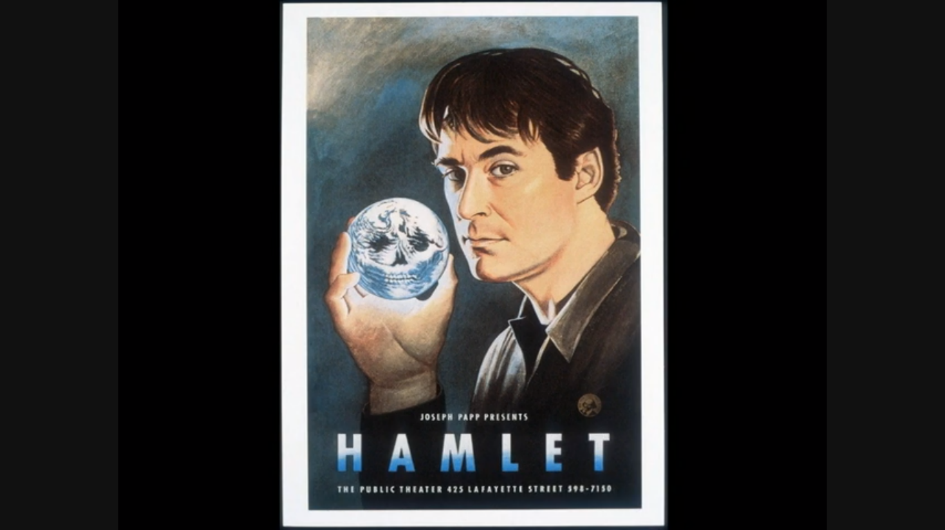 JOSEPH PAPP PRESENTS
HAMLET
THE PUBLIC THEATER 425 LAFAYETTE STREET 598-7150